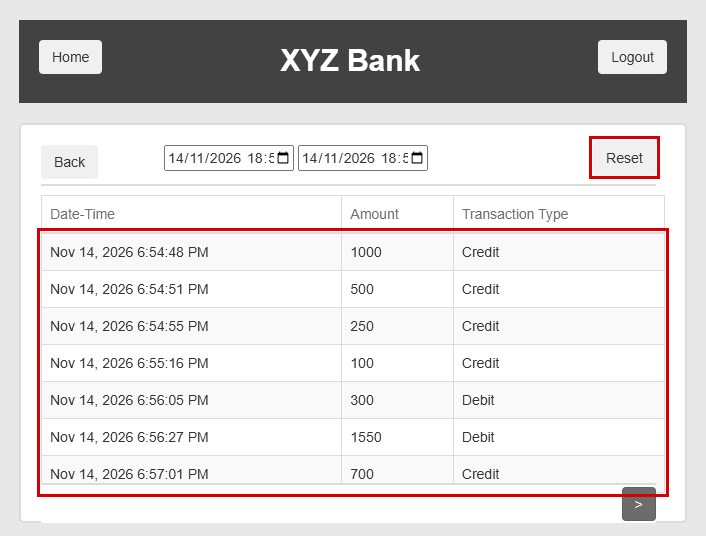 Home XYZ Bank Logout
Back 14/11/2026 18:5 14/11/2026 18:5 Reset
Date-Time Amount Transaction Type
Nov 14, 2026 6:54:48 PM 1000 Credit
Nov 14, 2026 6:54:51 PM 500 Credit
Nov 14, 2026 6:54:55 PM 250 Credit
Nov 14, 2026 6:55:16 PM 100 Credit
Nov 14, 2026 6:56:05 PM 300 Debit
Nov 14, 2026 6:56:27 PM 1550 Debit
Nov 14, 2026 6:57:01 PM 700 Credit
>